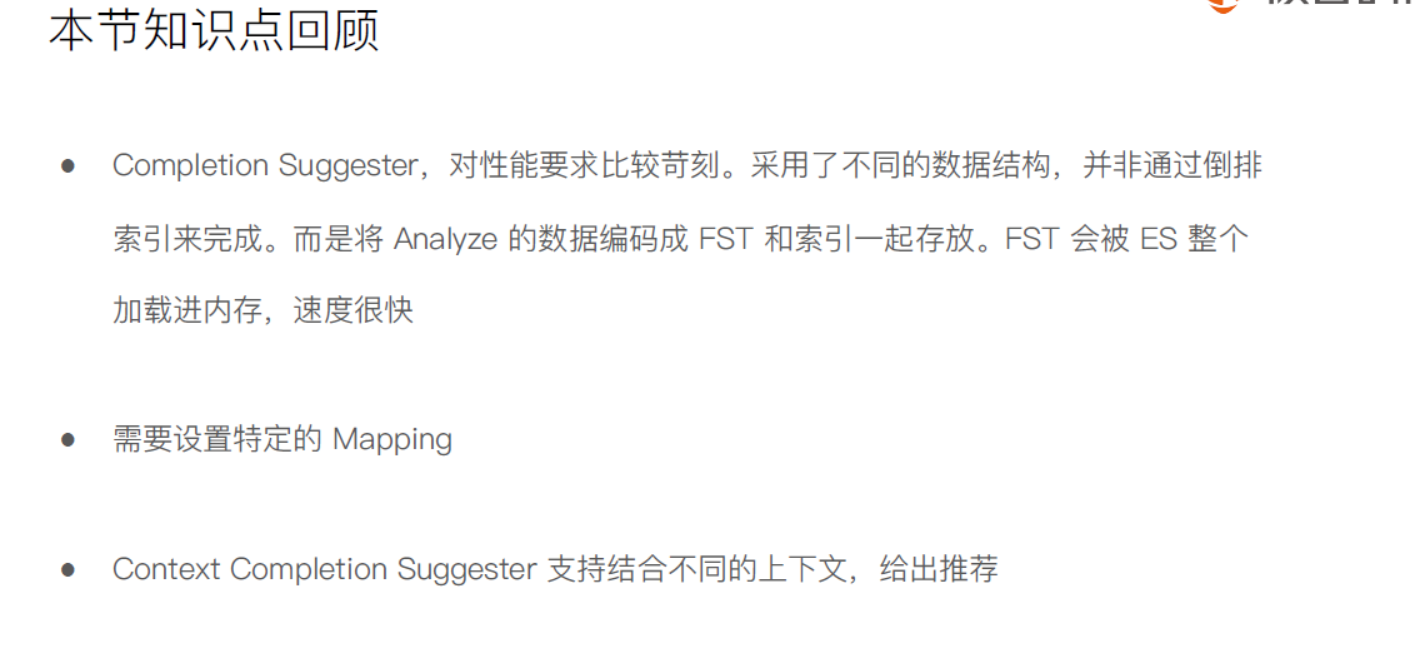 本节知识点回顾
● Completion Suggester，对性能要求比较苛刻。采用了不同的数据结构，并非通过倒排
索引来完成。而是将 Analyze 的数据编码成 FST 和索引一起存放。FST 会被 ES 整个
加载进内存，速度很快
● 需要设置特定的 Mapping
● Context Completion Suggester 支持结合不同的上下文，给出推荐